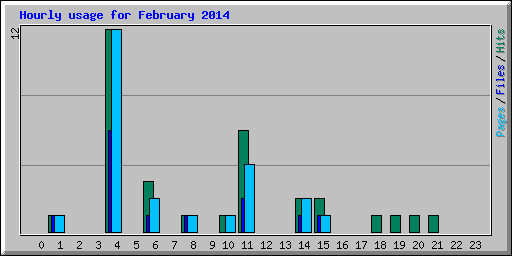 Hourly usage for February 2014
12
Pages/Files/Hits
0 1 2 3 4 5 6 7 8 9 10 11 12 13 14 15 16 17 18 19 20 21 22 23